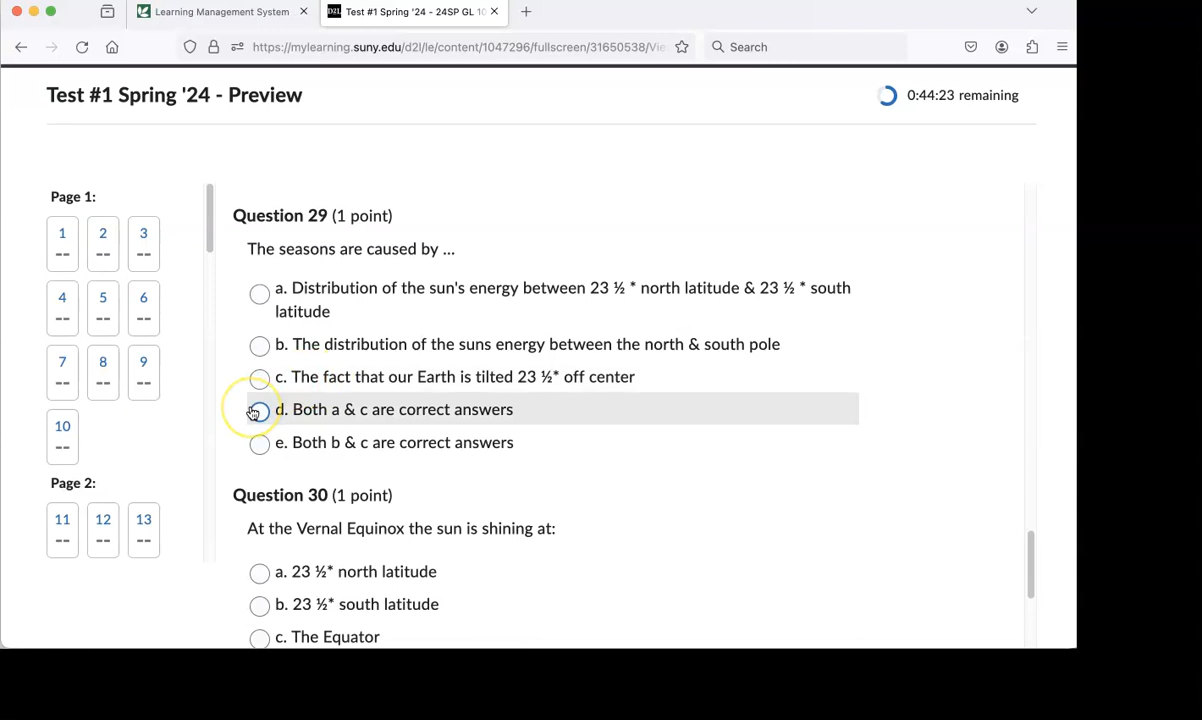 Learning Management System
Test #1 Spring '24 - 24SP GL 10
https://mylearning.suny.edu/d2l/le/content/1047296/fullscreen/31650538/Vie
Search
Test #1 Spring '24 - Preview
0:44:23 remaining
Page 1:
1 2 3
-- -- --
4 5 6
-- -- --
7 8 9
-- -- --
10
--
Page 2:
11 12 13
-- -- --
Question 29 (1 point)
The seasons are caused by ...
a. Distribution of the sun's energy between 23 ½ * north latitude & 23 ½ * south
latitude
b. The distribution of the suns energy between the north & south pole
c. The fact that our Earth is tilted 23 ½* off center
d. Both a & c are correct answers
e. Both b & c are correct answers
Question 30 (1 point)
At the Vernal Equinox the sun is shining at:
a. 23 ½* north latitude
b. 23 ½* south latitude
c. The Equator